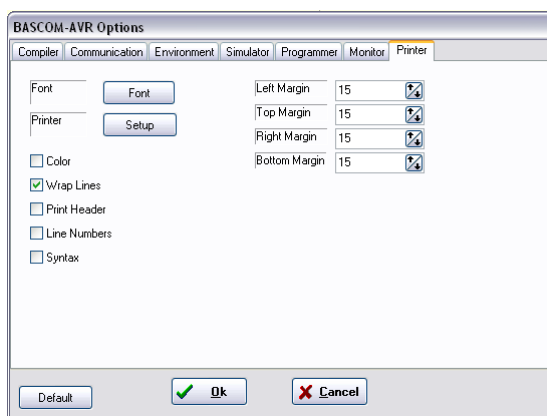 BASCOM-AVR Options
Compiler Communication Environment Simulator Programmer Monitor Printer
Font Font
Printer Setup
Color
Wrap Lines
Print Header
Line Numbers
Syntax
Left Margin 15
Top Margin 15
Right Margin 15
Bottom Margin 15
Default Ok Cancel